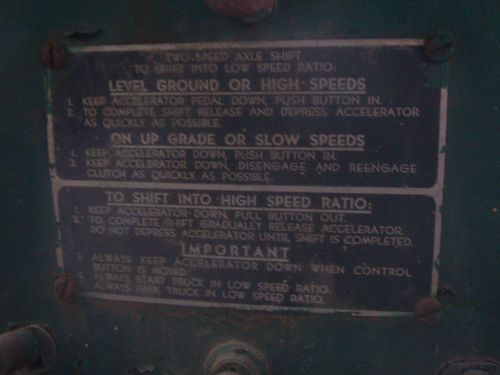 TWO SPEED AXLE SHIFT
TO SHIFT INTO LOW SPEED RATIO:
LEVEL GROUND OR HIGH SPEEDS
1. KEEP ACCELERATOR PEDAL DOWN, PUSH BUTTON IN.
2. TO COMPLETE SHIFT RELEASE AND DEPRESS ACCELERATOR
AS QUICKLY AS POSSIBLE.
ON UP GRADE OR SLOW SPEEDS
1. KEEP ACCELERATOR DOWN, PUSH BUTTON IN.
2. KEEP ACCELERATOR DOWN, DISENGAGE AND REENGAGE
CLUTCH AS QUICKLY AS POSSIBLE.
TO SHIFT INTO HIGH SPEED RATIO:
1. KEEP ACCELERATOR DOWN, PULL BUTTON OUT.
2. TO COMPLETE SHIFT GRADUALLY RELEASE ACCELERATOR.
DO NOT DEPRESS ACCELERATOR UNTIL SHIFT IS COMPLETED.
IMPORTANT
1. ALWAYS KEEP ACCELERATOR DOWN WHEN CONTROL
BUTTON IS MOVED.
2. ALWAYS START TRUCK IN LOW SPEED RATIO.
3. ALWAYS PARK TRUCK IN LOW SPEED RATIO.